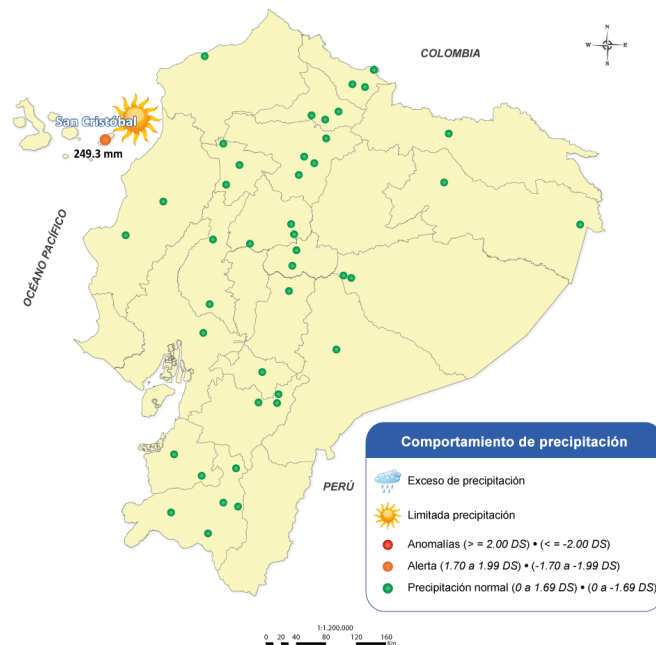 COLOMBIA
N
W E
S
San Cristóbal
249.3 mm
OCÉANO PACÍFICO
PERÚ
Comportamiento de precipitación
Exceso de precipitación
Limitada precipitación
Anomalías (> = 2.00 DS) • (< = -2.00 DS)
Alerta (1.70 a 1.99 DS) • (-1.70 a -1.99 DS)
Precipitación normal (0 a 1.69 DS) • (0 a -1.69 DS)
1:1.200.000
0 20 40 80 120 160
Km